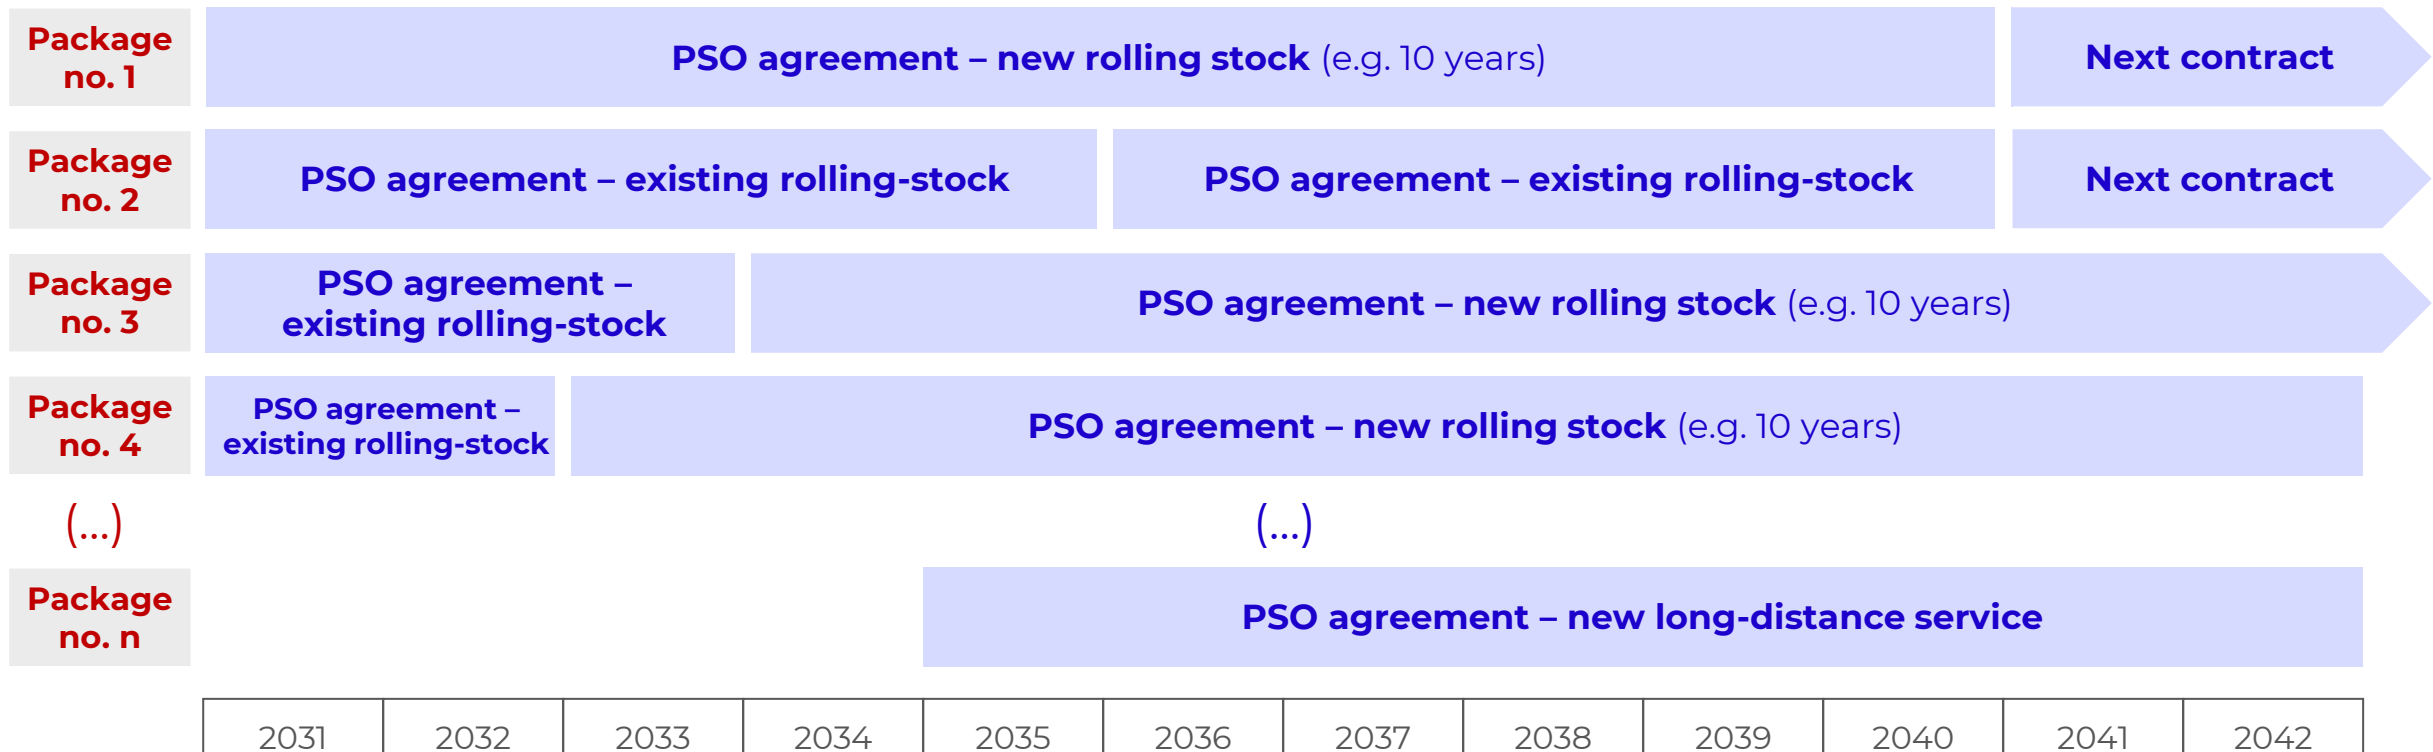 Package
no. 1
PSO agreement – new rolling stock (e.g. 10 years)
Next contract
Package
no. 2
PSO agreement – existing rolling-stock
PSO agreement – existing rolling-stock
Next contract
Package
no. 3
PSO agreement –
existing rolling-stock
PSO agreement – new rolling stock (e.g. 10 years)
Package
no. 4
PSO agreement –
existing rolling-stock
PSO agreement – new rolling stock (e.g. 10 years)
(...)
(...)
Package
no. n
PSO agreement – new long-distance service
2031 2032 2033 2034 2035 2036 2037 2038 2039 2040 2041 2042